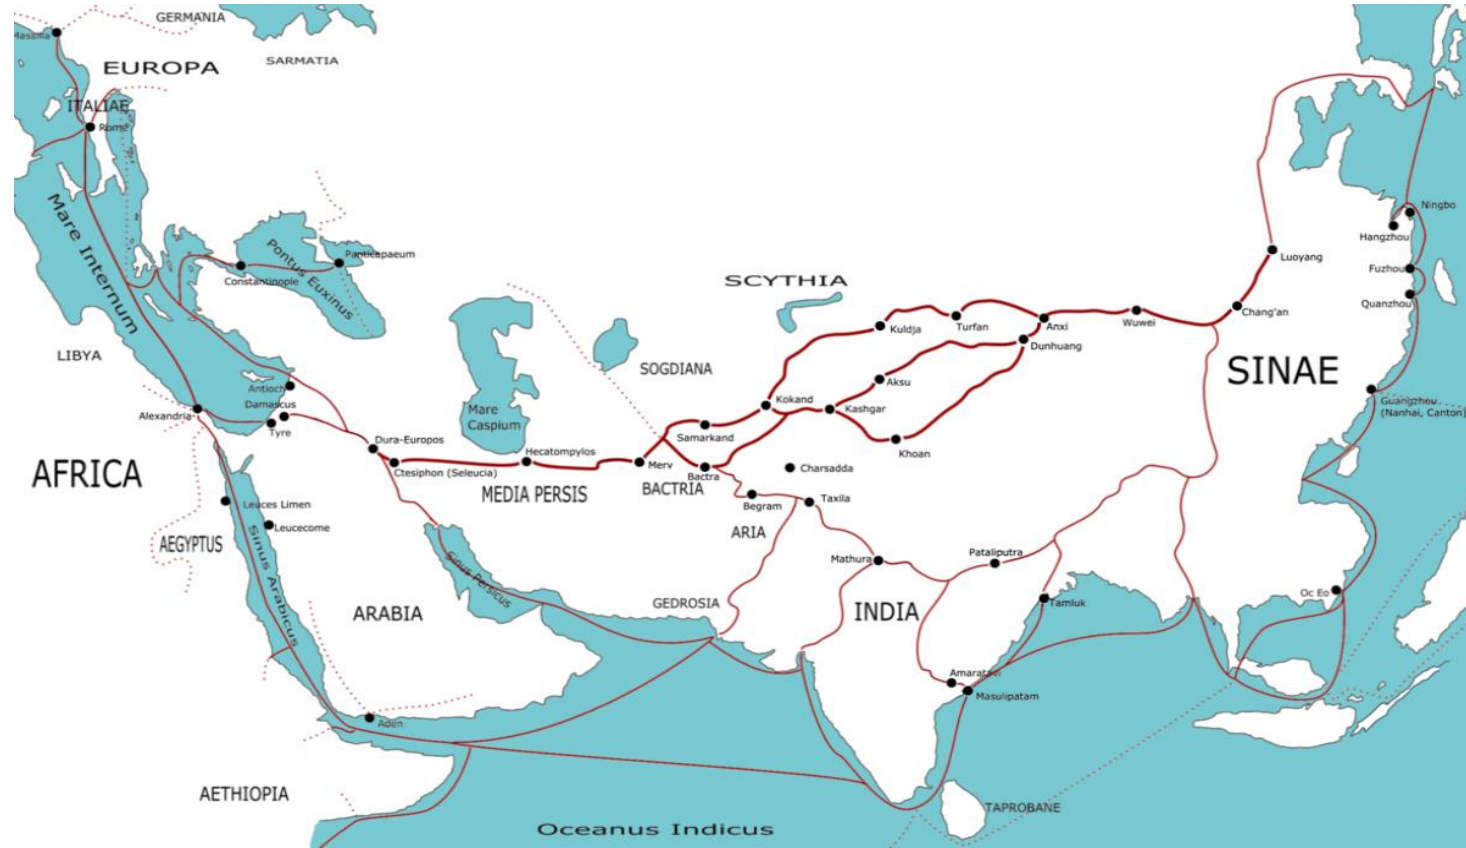 GERMANIA
Massilia
SARMATIA
EUROPA
ITALIAE
Rome
Mare Internum
Ningbo
Hangzhou
Pontus Euxinus
Panticapaeum
Luoyang
Constantinople
Fuzhou
SCYTHIA
Quanzhou
Chang'an
Kuldja
Turfan
Anxi
Wuwei
Dunhuang
LIBYA
SOGDIANA
SINAE
Antioch
Aksu
Damascus
Kokand
Guangzhou
(Nanhai, Canton)
Alexandria
Mare
Caspium
Kashgar
Tyre
Samarkand
Dura-Europos
Hecatompylos
Khoan
AFRICA
Ctesiphon (Seleucia)
Merv
Charsadda
Bactra
MEDIA PERSIS
BACTRIA
Leuces Limen
Begram
Taxila
Leucecome
ARIA
AEGYPTUS
Sinus Arabicus
Sinus Persicus
Mathura
Pataliputra
Oc Eo
GEDROSIA
Tamluk
ARABIA
INDIA
Amaratavi
Masulipatam
Aden
AETHIOPIA
TAPROBANE
Oceanus Indicus